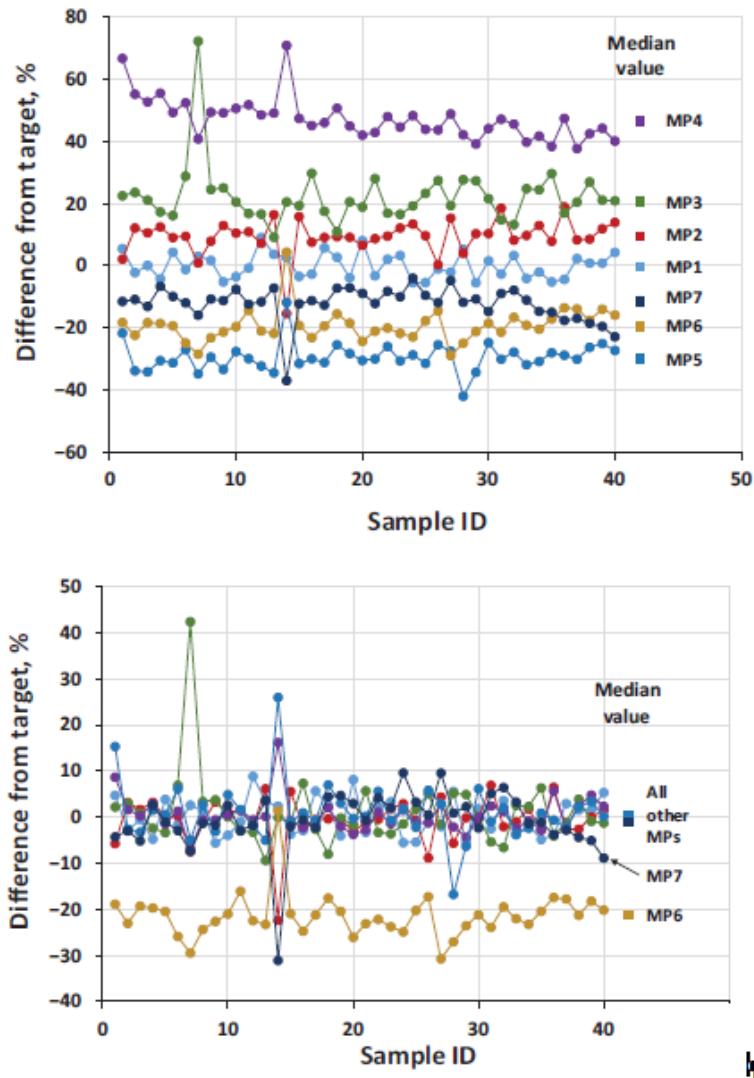 80
60
40
20
0
−20
−40
−60
Difference from target, %
Median
value
MP4
MP3
MP2
MP1
MP7
MP6
MP5
0 10 20 30 40 50
Sample ID
50
40
30
20
10
0
−10
−20
−30
−40
Difference from target, %
Median
value
All
other
MPs
MP7
MP6
0 10 20 30 40 50
Sample ID